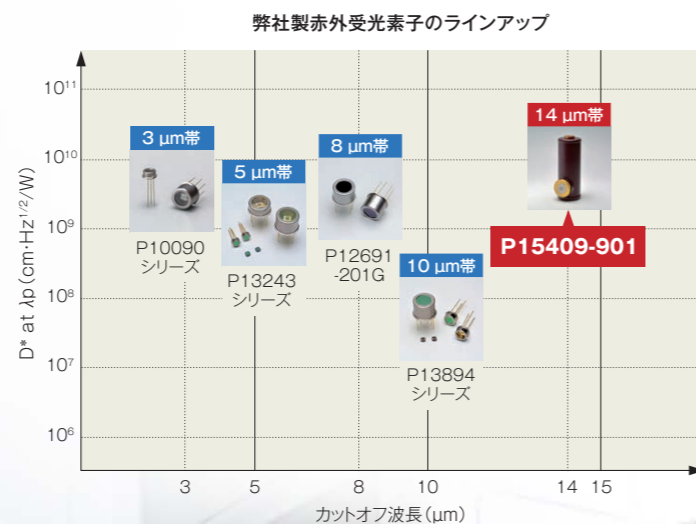 弊社製赤外受光素子のラインアップ
D* at λp (cm·Hz1/2/W)
10¹¹
10¹⁰
10⁹
10⁸
10⁷
10⁶
3 µm帯
P10090
シリーズ
5 µm帯
P13243
シリーズ
8 µm帯
P12691
-201G
10 µm帯
P13894
シリーズ
14 µm帯
P15409-901
3
5
8
10
14
15
カットオフ波長(µm)